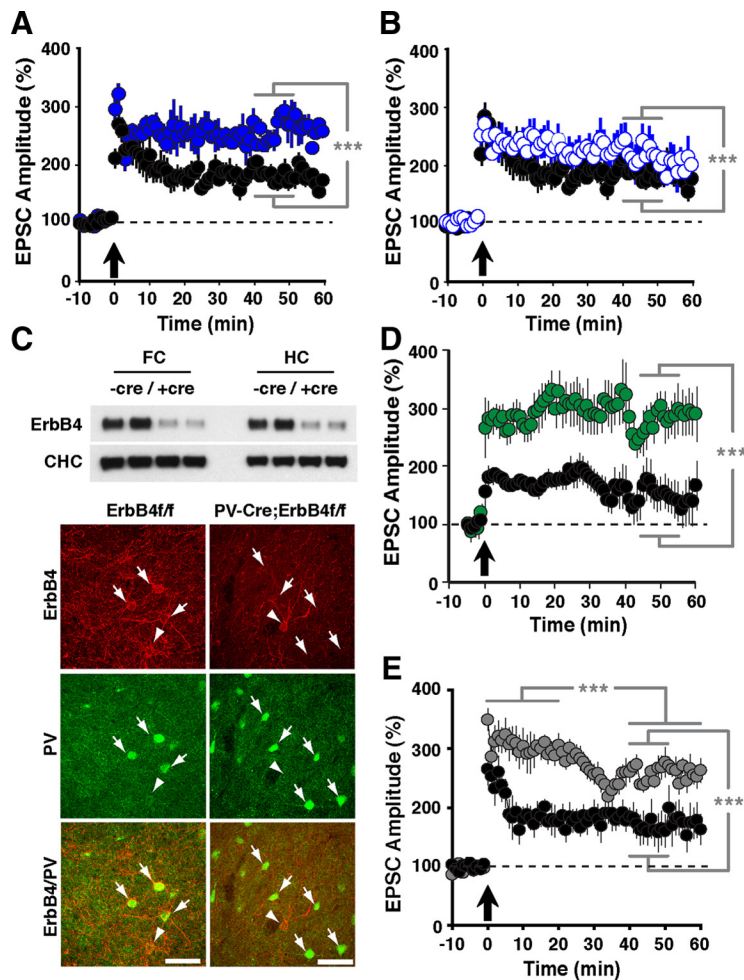 A
EPSC Amplitude (%)
400
300
200
100
0
***
-10 0 10 20 30 40 50 60
Time (min)
B
EPSC Amplitude (%)
400
300
200
100
0
***
-10 0 10 20 30 40 50 60
Time (min)
C
FC HC
-cre / +cre -cre / +cre
ErbB4
CHC
ErbB4f/f PV-Cre;ErbB4f/f
ErbB4
PV
ErbB4/PV
D
EPSC Amplitude (%)
400
300
200
100
0
***
-10 0 10 20 30 40 50 60
Time (min)
E
EPSC Amplitude (%)
400
300
200
100
0
***
***
-10 0 10 20 30 40 50 60
Time (min)